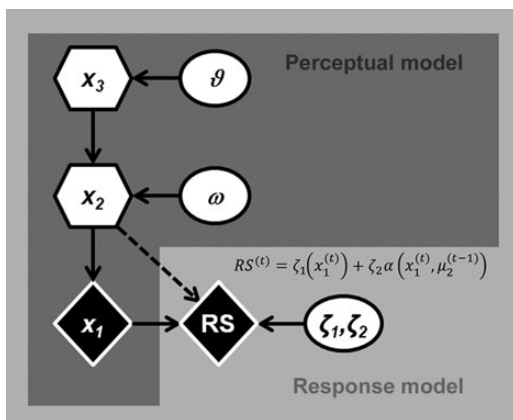 Perceptual model
x₃
ϑ
x₂
ω
RS⁽ᵗ⁾ = ζ₁(x₁⁽ᵗ⁾) + ζ₂α(x₁⁽ᵗ⁾, μ₂⁽ᵗ⁻¹⁾)
x₁
RS
ζ₁,ζ₂
Response model